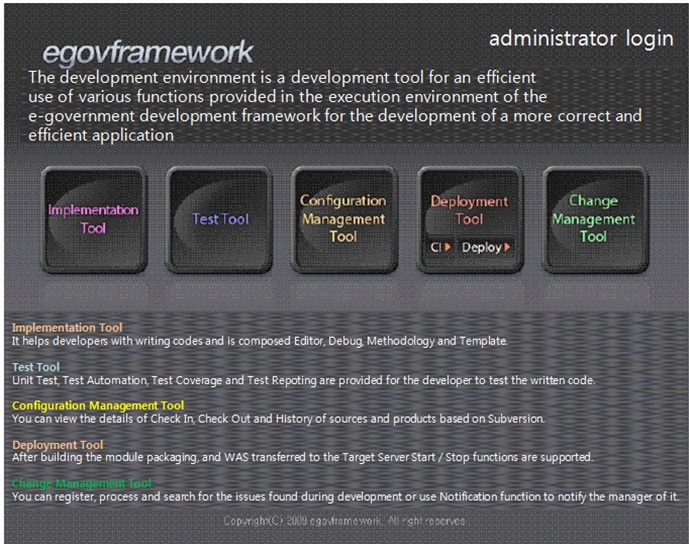 egovframework
administrator login
The development environment is a development tool for an efficient
use of various functions provided in the execution environment of the
e-government development framework for the development of a more correct and
efficient application
Implementation
Tool
Test Tool
Configuration
Management
Tool
Deployment
Tool
CI
Deploy
Change
Management
Tool
Implementation Tool
It helps developers with writing codes and is composed Editor, Debug, Methodology and Template.
Test Tool
Unit Test, Test Automation, Test Coverage and Test Repoting are provided for the developer to test the written code.
Configuration Management Tool
You can view the details of Check In, Check Out and History of sources and products based on Subversion.
Deployment Tool
After building the module packaging, and WAS transferred to the Target Server Start / Stop functions are supported.
Change Management Tool
You can register, process and search for the issues found during development or use Notification function to notify the manager of it.
Copyright(C) 2009 egovframework. All right reserves